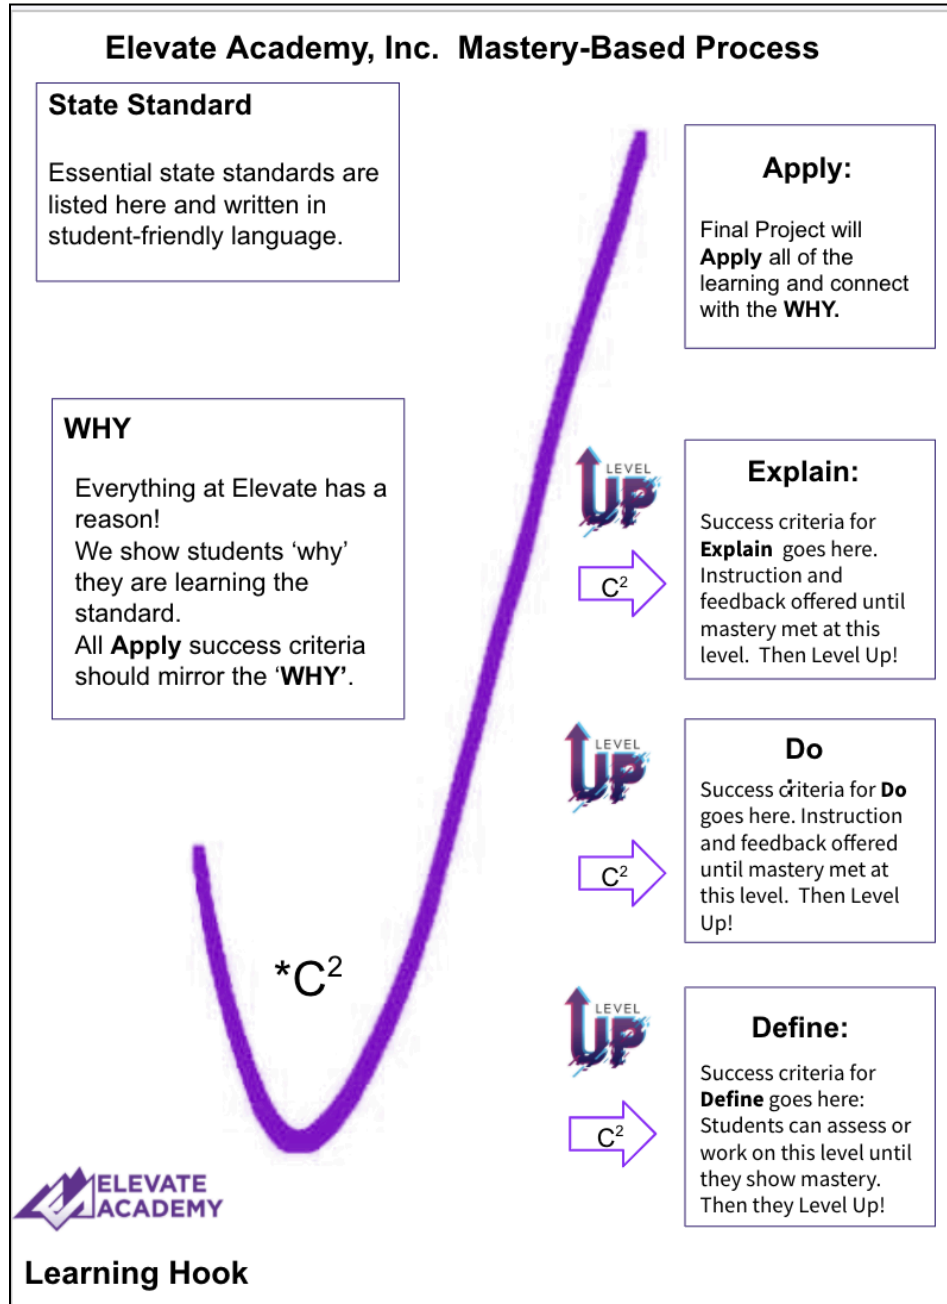 Elevate Academy, Inc. Mastery-Based Process
State Standard
Essential state standards are
listed here and written in
student-friendly language.
WHY
Everything at Elevate has a
reason!
We show students ‘why’
they are learning the
standard.
All Apply success criteria
should mirror the ‘WHY’.
*C²
Apply:
Final Project will
Apply all of the
learning and connect
with the WHY.
LEVEL
UP
C²
Explain:
Success criteria for
Explain goes here.
Instruction and
feedback offered until
mastery met at this
level. Then Level Up!
LEVEL
UP
C²
Do
:
Success criteria for Do
goes here. Instruction
and feedback offered
until mastery met at
this level. Then Level
Up!
LEVEL
UP
C²
Define:
Success criteria for
Define goes here:
Students can assess or
work on this level until
they show mastery.
Then they Level Up!
ELEVATE
ACADEMY
Learning Hook